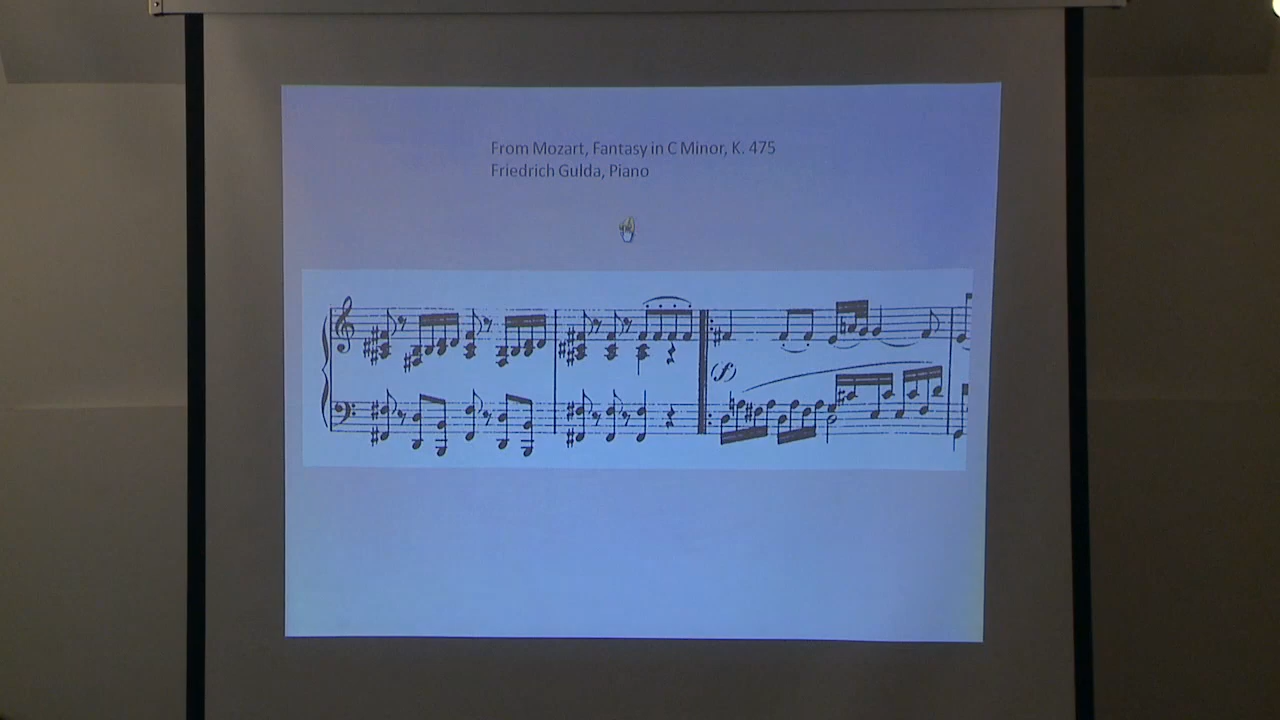 From Mozart, Fantasy in C Minor, K. 475
Friedrich Gulda, Piano
(f)